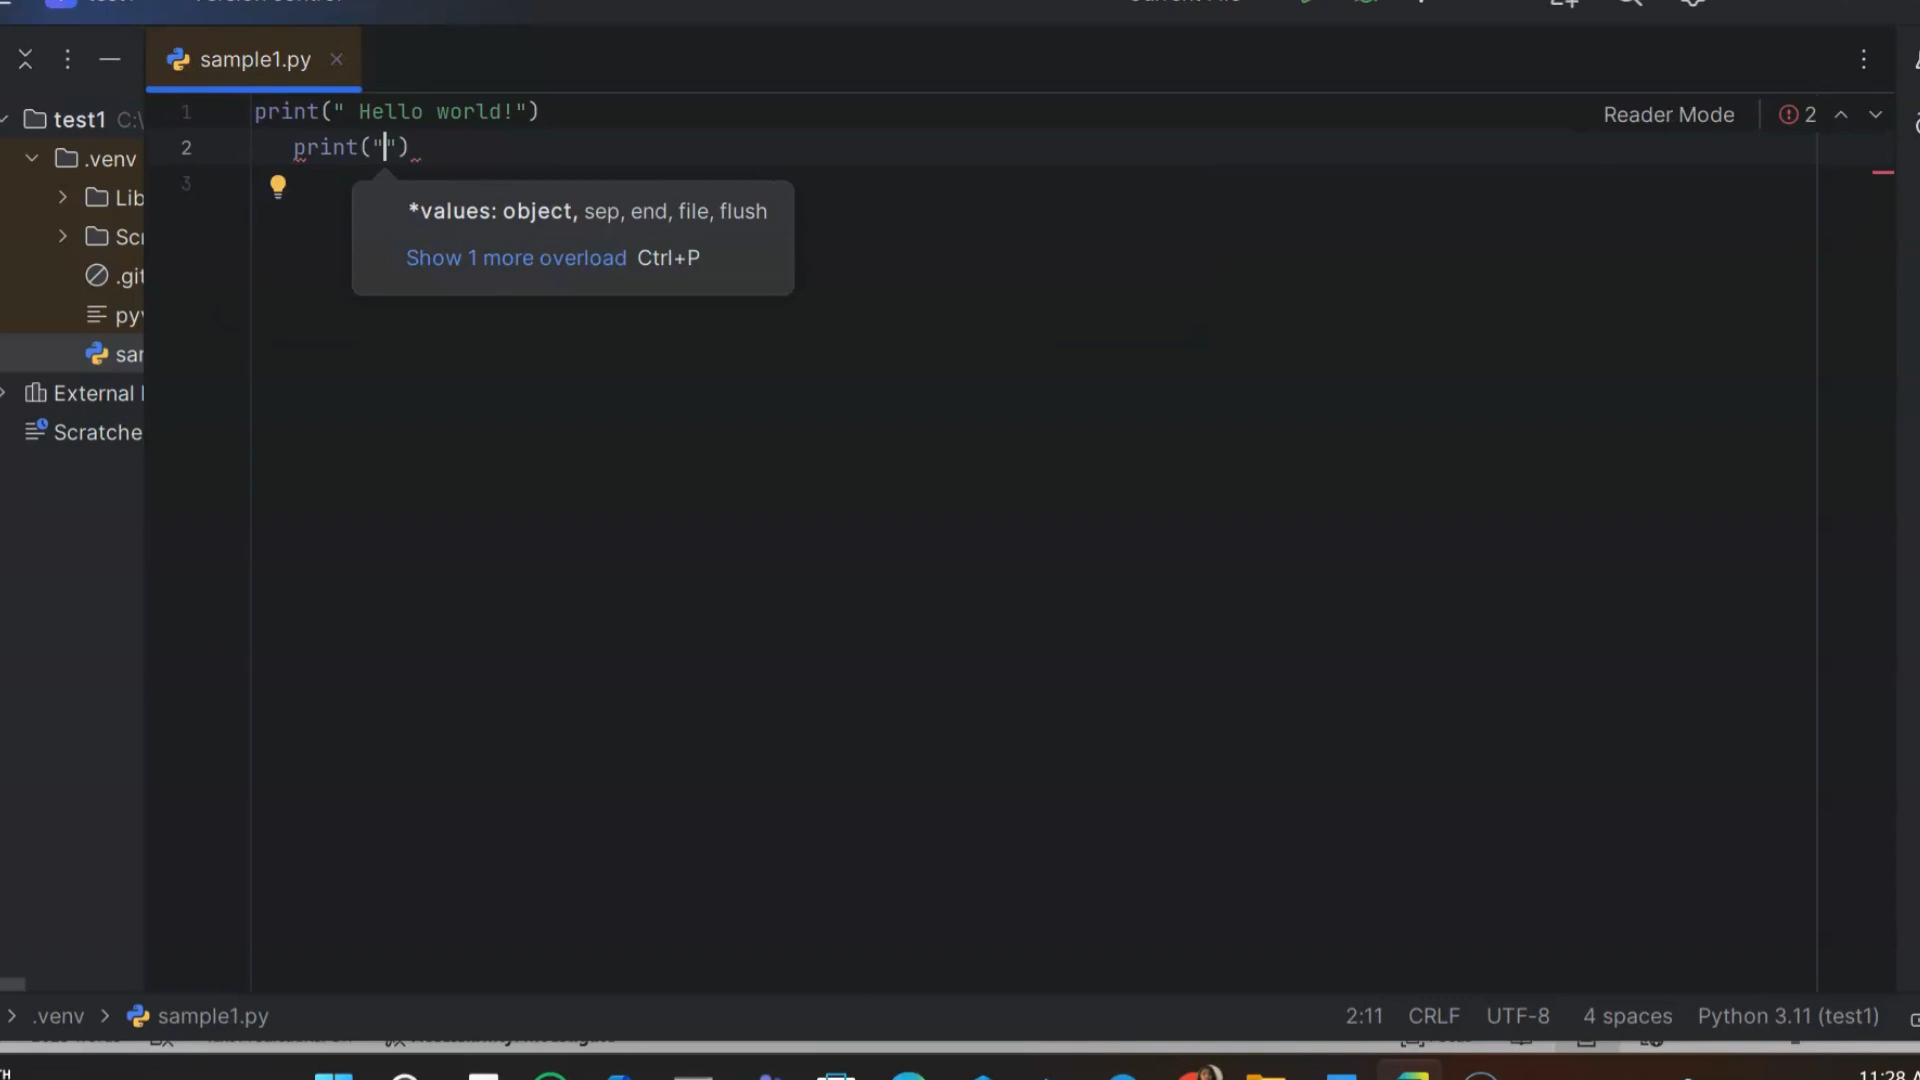 sample1.py
test1 C:\
.venv
Lib
.git
External
Scratche
1 print(" Hello world!")
2 print("")
3
Reader Mode 2
*values: object, sep, end, file, flush
Show 1 more overload Ctrl+P
.venv > sample1.py
2:11 CRLF UTF-8 4 spaces Python 3.11 (test1)
11:28